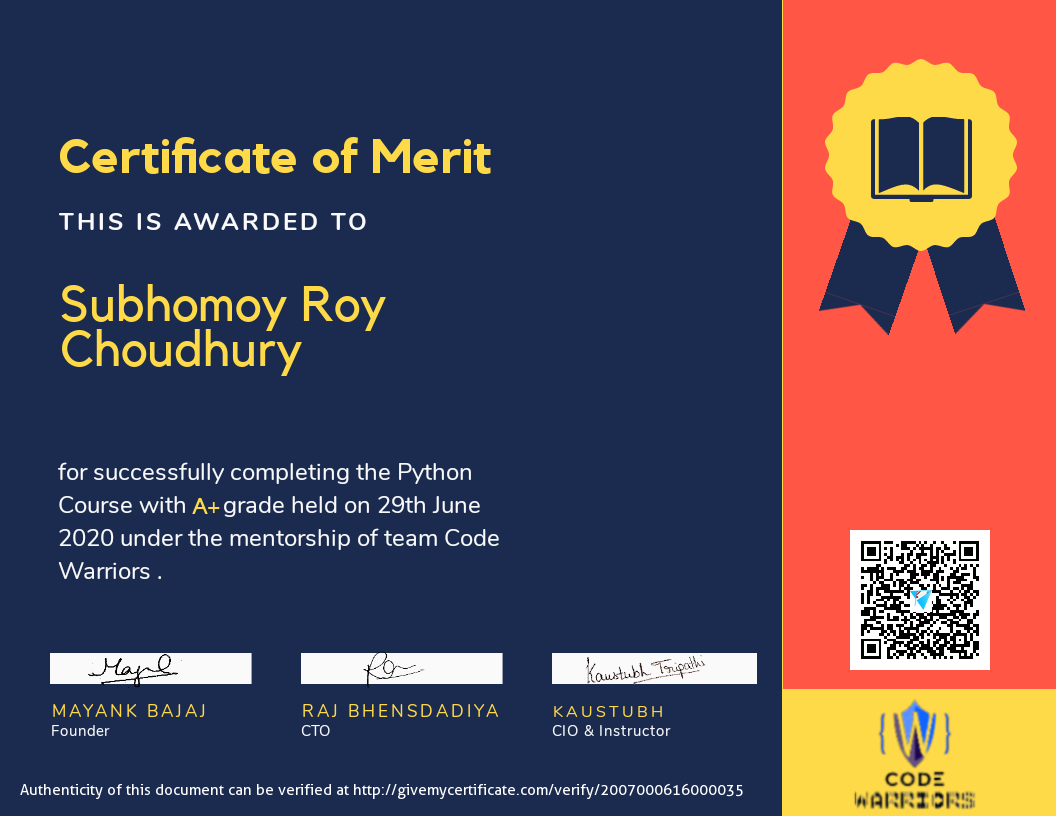 Certificate of Merit
THIS IS AWARDED TO
Subhomoy Roy
Choudhury
for successfully completing the Python
Course with A+ grade held on 29th June
2020 under the mentorship of team Code
Warriors .
Mayank
Kaustubh Tripathi
MAYANK BAJAJ
RAJ BHENSDADIYA
KAUSTUBH
Founder
CTO
CIO & Instructor
Authenticity of this document can be verified at http://givemycertificate.com/verify/2007000616000035
CODE
WARRIORS